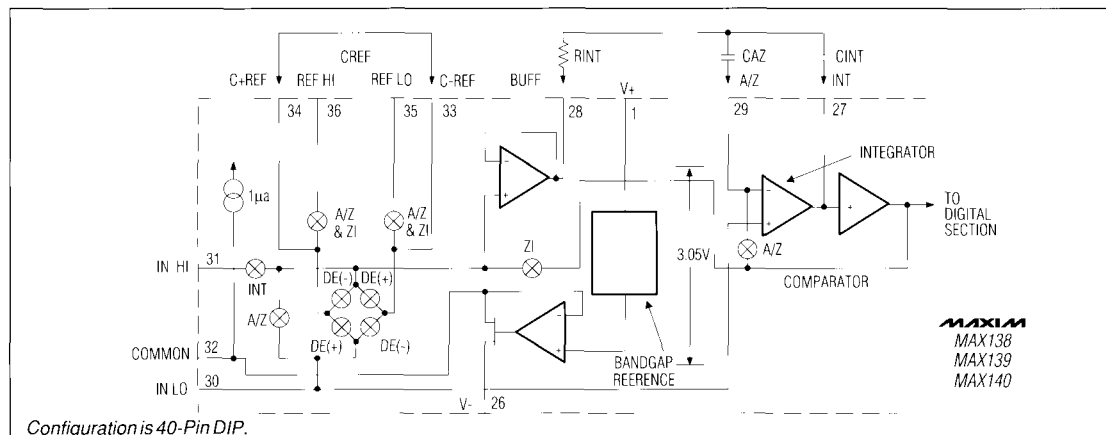 CREF
RINT
CAZ
CINT
C+REF
REF HI
REF LO
C-REF
BUFF
V+
A/Z
INT
34
36
35
33
28
1
29
27
INTEGRATOR
1µa
A/Z
& ZI
A/Z
& ZI
TO
DIGITAL
SECTION
3.05V
ZI
A/Z
31
IN HI
INT
DE(-)
DE(+)
COMPARATOR
A/Z
DE(+)
DE(-)
32
COMMON
30
IN LO
V-
26
BANDGAP
REERENCE
MAXIM
MAX138
MAX139
MAX140
Configuration is 40-Pin DIP.